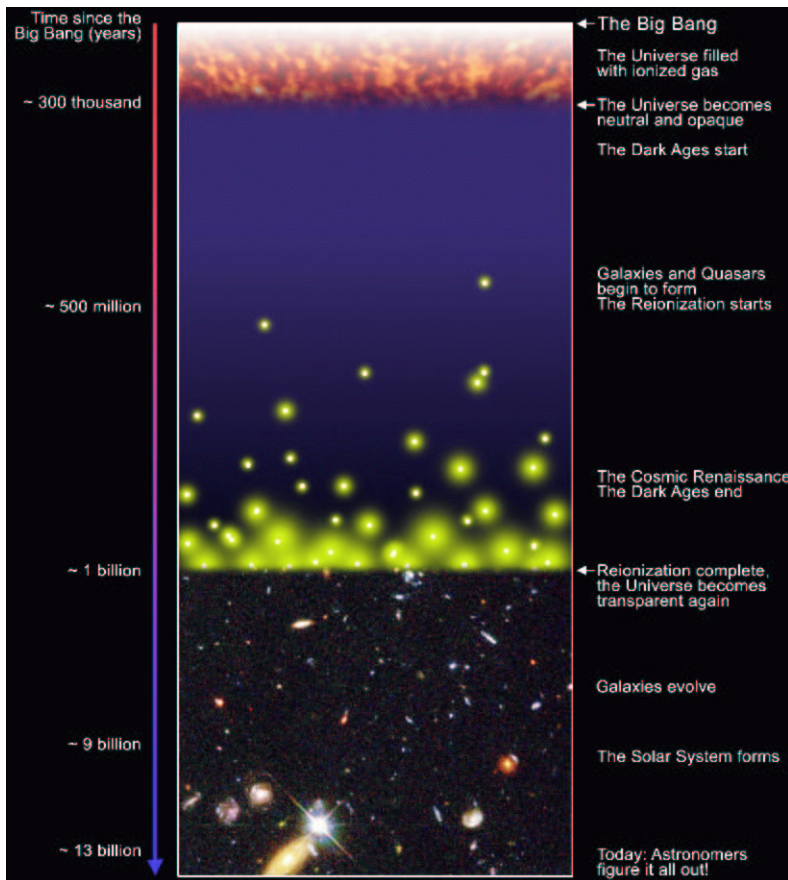 Time since the
Big Bang (years)
The Big Bang
The Universe filled
with ionized gas
~ 300 thousand
The Universe becomes
neutral and opaque
The Dark Ages start
Galaxies and Quasars
begin to form
The Reionization starts
~ 500 million
The Cosmic Renaissance
The Dark Ages end
~ 1 billion
Reionization complete,
the Universe becomes
transparent again
Galaxies evolve
~ 9 billion
The Solar System forms
~ 13 billion
Today: Astronomers
figure it all out!